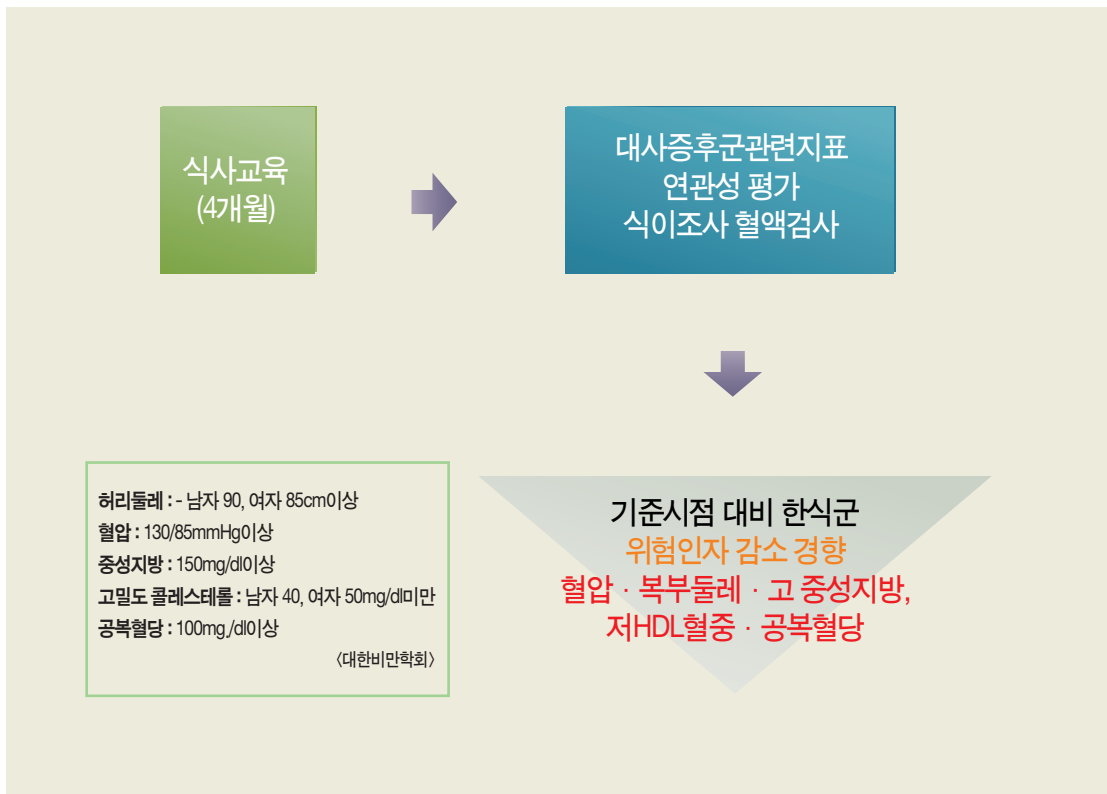 식사교육
(4개월)
대사증후군관련지표
연관성 평가
식이조사 혈액검사
허리둘레 : - 남자 90, 여자 85cm이상
혈압 : 130/85mmHg이상
중성지방 : 150mg/dl이상
고밀도 콜레스테롤 : 남자 40, 여자 50mg/dl미만
공복혈당 : 100mg,/dl이상
〈대한비만학회〉
기준시점 대비 한식군
위험인자 감소 경향
혈압 · 복부둘레 · 고 중성지방,
저HDL혈중 · 공복혈당